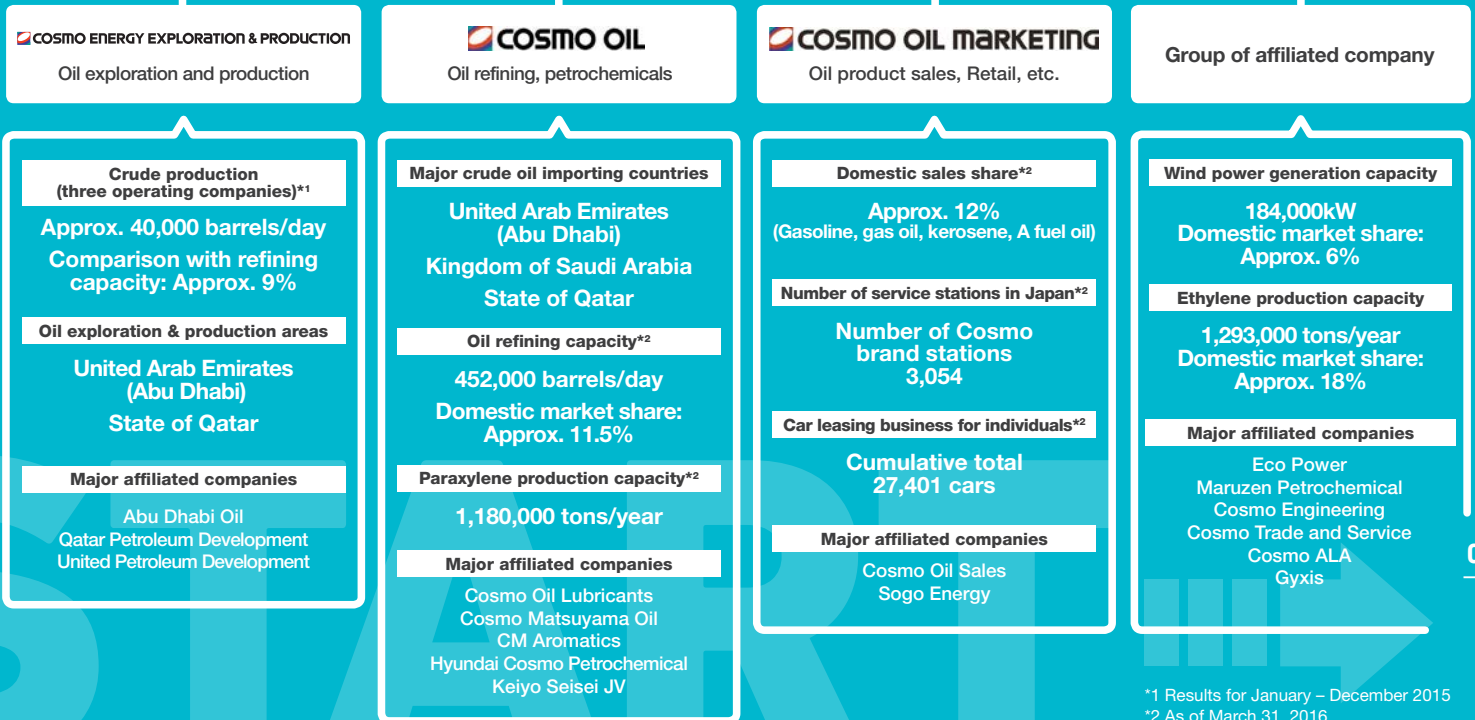 COSMO ENERGY EXPLORATION & PRODUCTION
Oil exploration and production
Crude production
(three operating companies)*1
Approx. 40,000 barrels/day
Comparison with refining
capacity: Approx. 9%
Oil exploration & production areas
United Arab Emirates
(Abu Dhabi)
State of Qatar
Major affiliated companies
Abu Dhabi Oil
Qatar Petroleum Development
United Petroleum Development
COSMO OIL
Oil refining, petrochemicals
Major crude oil importing countries
United Arab Emirates
(Abu Dhabi)
Kingdom of Saudi Arabia
State of Qatar
Oil refining capacity*2
452,000 barrels/day
Domestic market share:
Approx. 11.5%
Paraxylene production capacity*2
1,180,000 tons/year
Major affiliated companies
Cosmo Oil Lubricants
Cosmo Matsuyama Oil
CM Aromatics
Hyundai Cosmo Petrochemical
Keiyo Seisei JV
COSMO OIL MARKETING
Oil product sales, Retail, etc.
Domestic sales share*2
Approx. 12%
(Gasoline, gas oil, kerosene, A fuel oil)
Number of service stations in Japan*2
Number of Cosmo
brand stations
3,054
Car leasing business for individuals*2
Cumulative total
27,401 cars
Major affiliated companies
Cosmo Oil Sales
Sogo Energy
Group of affiliated company
Wind power generation capacity
184,000kW
Domestic market share:
Approx. 6%
Ethylene production capacity
1,293,000 tons/year
Domestic market share:
Approx. 18%
Major affiliated companies
Eco Power
Maruzen Petrochemical
Cosmo Engineering
Cosmo Trade and Service
Cosmo ALA
Gyxis
START
*1 Results for January – December 2015
*2 As of March 31, 2016